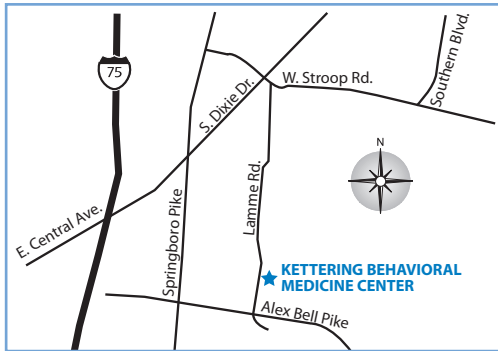 75
W. Stroop Rd.
Southern Blvd.
S. Dixie Dr.
N
Lamme Rd.
E. Central Ave.
Springboro Pike
KETTERING BEHAVIORAL
MEDICINE CENTER
Alex Bell Pike